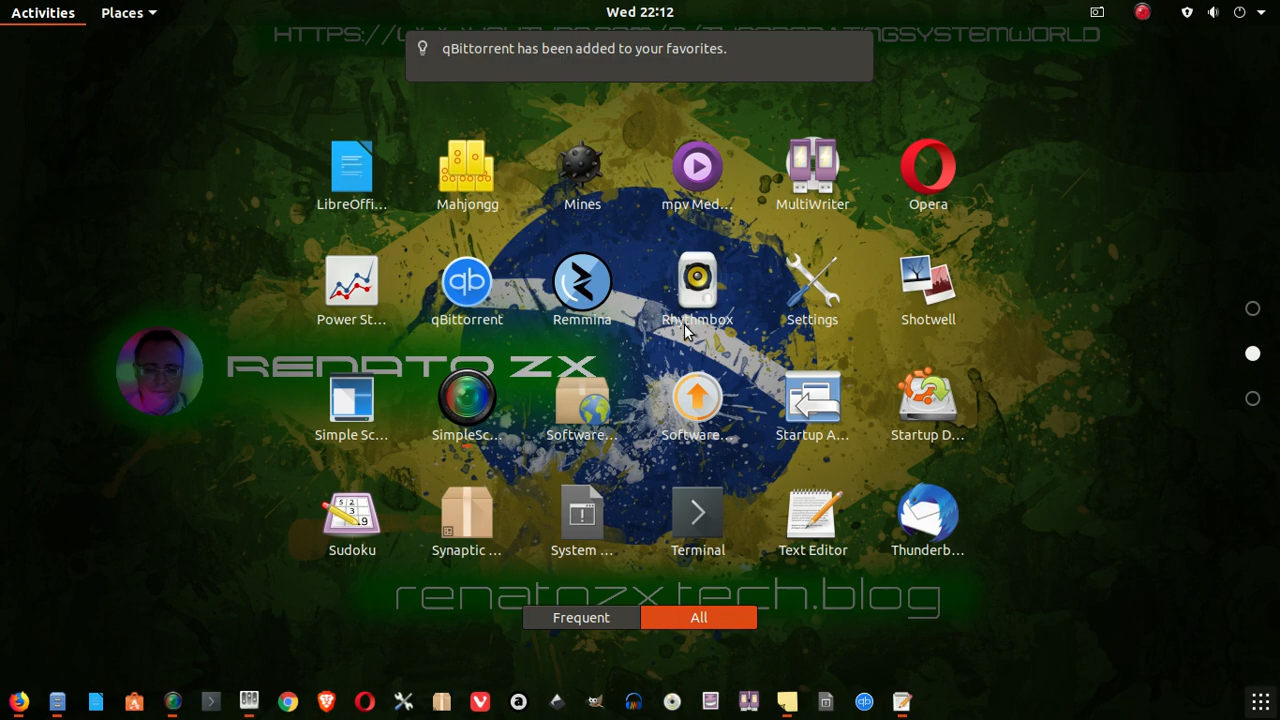 Activities Places Wed 22:12
qBittorrent has been added to your favorites.
LibreOffi... Mahjongg Mines mpv Med... MultiWriter Opera
Power St... qBittorrent Remmina Rhythmbox Settings Shotwell
RENATO ZX
Simple Sc... SimpleSc... Software... Software... Startup A... Startup D...
Sudoku Synaptic ... System ... Terminal Text Editor Thunderb...
renatozx.tech.blog
Frequent All